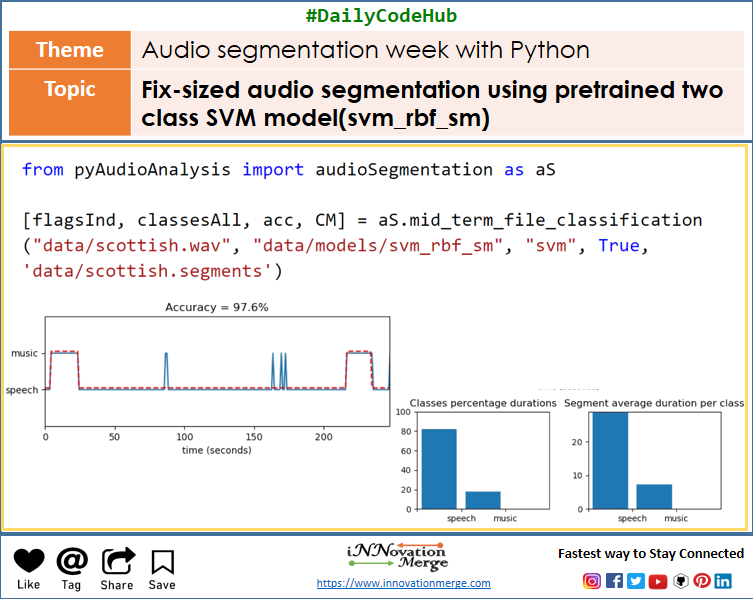 #DailyCodeHub
Theme
Audio segmentation week with Python
Topic
Fix-sized audio segmentation using pretrained two
class SVM model(svm_rbf_sm)
from pyAudioAnalysis import audioSegmentation as aS
[flagsInd, classesAll, acc, CM] = aS.mid_term_file_classification
("data/scottish.wav", "data/models/svm_rbf_sm", "svm", True,
'data/scottish.segments')
Accuracy = 97.6%
music
speech
0 50 100 150 200
time (seconds)
Classes percentage durations
100
80
60
40
20
0
speech music
Segment average duration per class
20
10
0
speech music
Like
Tag
Share
Save
iNNovation
Merge
https://www.innovationmerge.com
Fastest way to Stay Connected